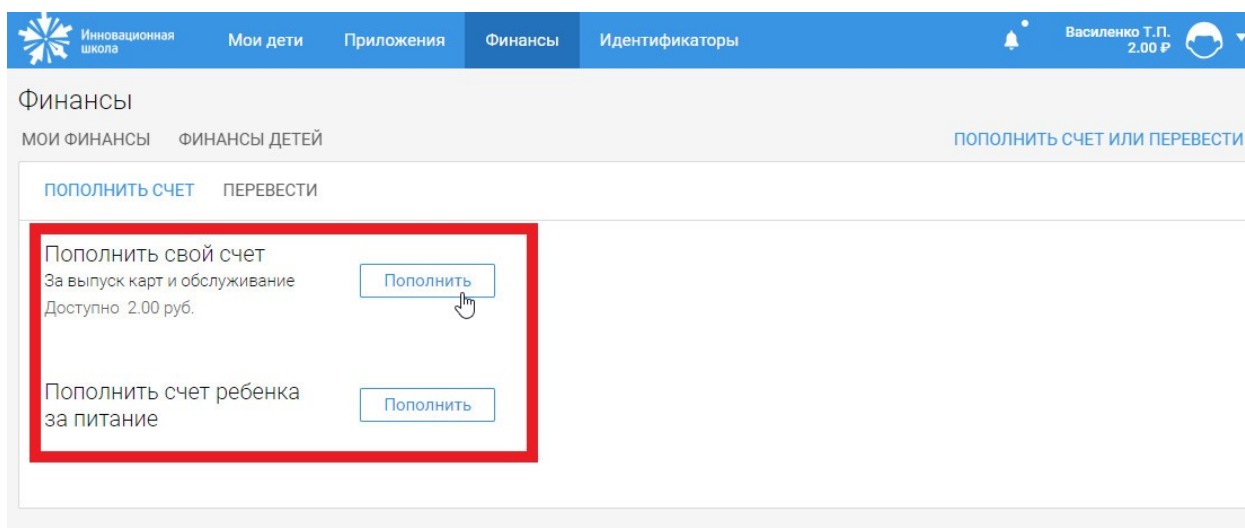 Инновационная
школа
Мои дети Приложения Финансы Идентификаторы
Василенко Т.П.
2.00 ₽
Финансы
МОИ ФИНАНСЫ ФИНАНСЫ ДЕТЕЙ ПОПОЛНИТЬ СЧЕТ ИЛИ ПЕРЕВЕСТИ
ПОПОЛНИТЬ СЧЕТ ПЕРЕВЕСТИ
Пополнить свой счет
За выпуск карт и обслуживание
Пополнить
Доступно 2.00 руб.
Пополнить счет ребенка
за питание
Пополнить